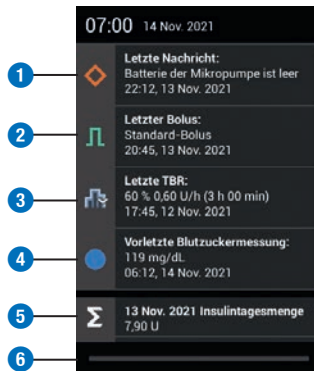 07:00 14 Nov. 2021
1
Letzte Nachricht:
Batterie der Mikropumpe ist leer
22:12, 13 Nov. 2021
2
Letzter Bolus:
Standard-Bolus
20:45, 13 Nov. 2021
3
Letzte TBR:
60 % 0,60 U/h (3 h 00 min)
17:45, 12 Nov. 2021
4
Vorletzte Blutzuckermessung:
119 mg/dL
06:12, 14 Nov. 2021
5
Σ 13 Nov. 2021 Insulintagesmenge
7,90 U
6